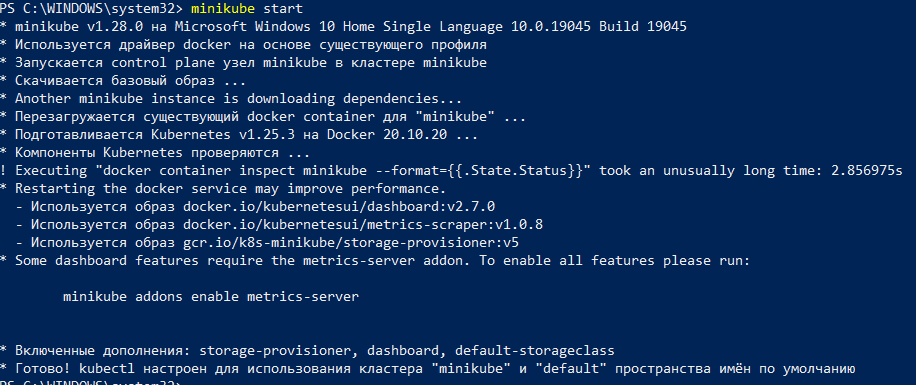 PS C:\WINDOWS\system32> minikube start
* minikube v1.28.0 на Microsoft Windows 10 Home Single Language 10.0.19045 Build 19045
* Используется драйвер docker на основе существующего профиля
* Запускается control plane узел minikube в кластере minikube
* Скачивается базовый образ ...
* Another minikube instance is downloading dependencies...
* Перезагружается существующий docker container для "minikube" ...
* Подготавливается Kubernetes v1.25.3 на Docker 20.10.20 ...
* Компоненты Kubernetes проверяются ...
! Executing "docker container inspect minikube --format={{.State.Status}}" took an unusually long time: 2.856975s
* Restarting the docker service may improve performance.
- Используется образ docker.io/kubernetesui/dashboard:v2.7.0
- Используется образ docker.io/kubernetesui/metrics-scraper:v1.0.8
- Используется образ gcr.io/k8s-minikube/storage-provisioner:v5
* Some dashboard features require the metrics-server addon. To enable all features please run:
minikube addons enable metrics-server
* Включенные дополнения: storage-provisioner, dashboard, default-storageclass
* Готово! kubectl настроен для использования кластера "minikube" и "default" пространства имён по умолчанию
PS C:\WINDOWS\system32>